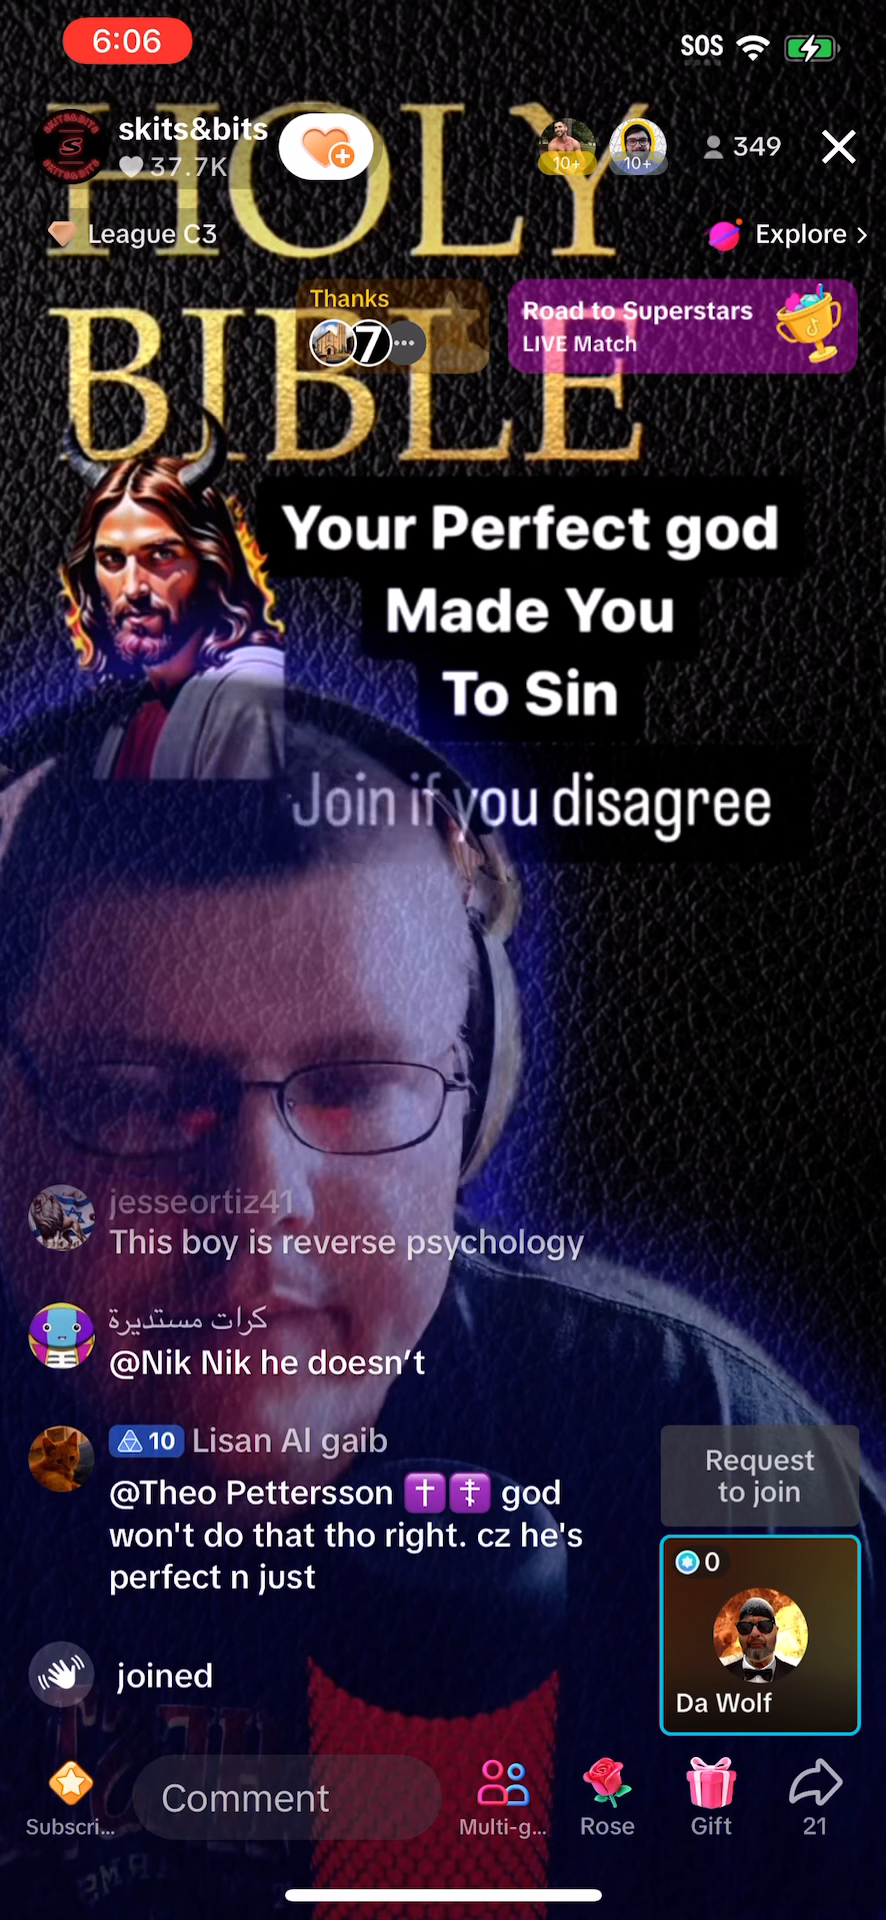 6:06
SOS
HOLY
BIBLE
skits&bits
37.7K
10+
10+
349
League C3
Explore >
Thanks
7
Road to Superstars
LIVE Match
Your Perfect god
Made You
To Sin
Join if you disagree
jesseortiz41
This boy is reverse psychology
كرات مستديرة
@Nik Nik he doesn't
10 Lisan Al gaib
@Theo Pettersson ✝️☦️ god
won't do that tho right. cz he's
perfect n just
joined
Request
to join
0
Da Wolf
Subscri...
Comment
Multi-g...
Rose
Gift
21